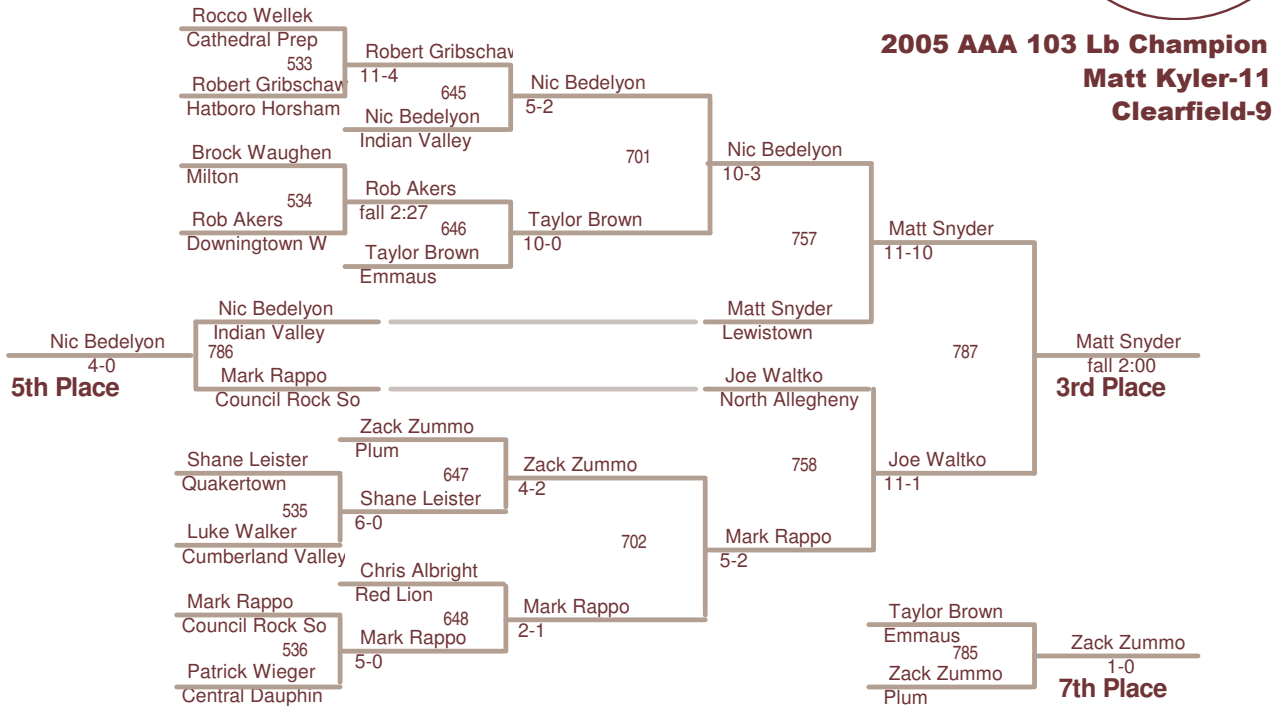 2005 AAA 103 Lb Champion
Matt Kyler-11
Clearfield-9
Rocco Wellek
Cathedral Prep
533
Robert Gribschaw
Hatboro Horsham
Robert Gribschaw
11-4
645
Nic Bedelyon
Indian Valley
Nic Bedelyon
5-2
Brock Waughen
Milton
534
Rob Akers
Downingtown W
Rob Akers
fall 2:27
646
Taylor Brown
Emmaus
Taylor Brown
10-0
701
Nic Bedelyon
10-3
757
Matt Snyder
Lewistown
Matt Snyder
11-10
Nic Bedelyon
Indian Valley
786
Mark Rappo
Council Rock So
Nic Bedelyon
4-0
5th Place
Joe Waltko
North Allegheny
787
Matt Snyder
fall 2:00
3rd Place
Zack Zummo
Plum
647
Shane Leister
Quakertown
535
Luke Walker
Cumberland Valley
Shane Leister
6-0
Zack Zummo
4-2
702
Chris Albright
Red Lion
648
Mark Rappo
Council Rock So
536
Patrick Wieger
Central Dauphin
Mark Rappo
5-0
Mark Rappo
2-1
Mark Rappo
5-2
758
Joe Waltko
11-1
Taylor Brown
Emmaus
785
Zack Zummo
Plum
Zack Zummo
1-0
7th Place